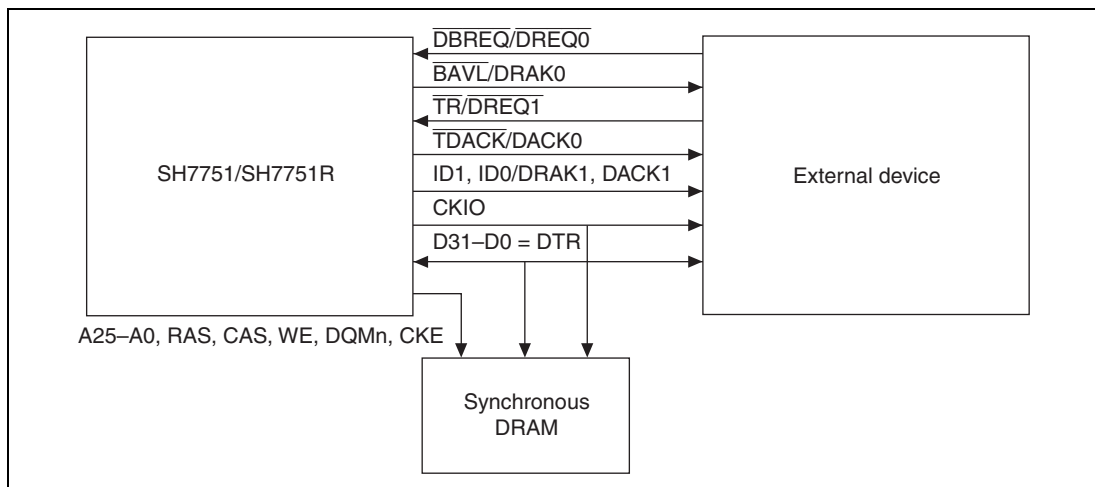 DBREQ/DREQ0
BAVL/DRAK0
TR/DREQ1
TDACK/DACK0
SH7751/SH7751R
ID1, ID0/DRAK1, DACK1
External device
CKIO
D31–D0 = DTR
A25–A0, RAS, CAS, WE, DQMn, CKE
Synchronous
DRAM